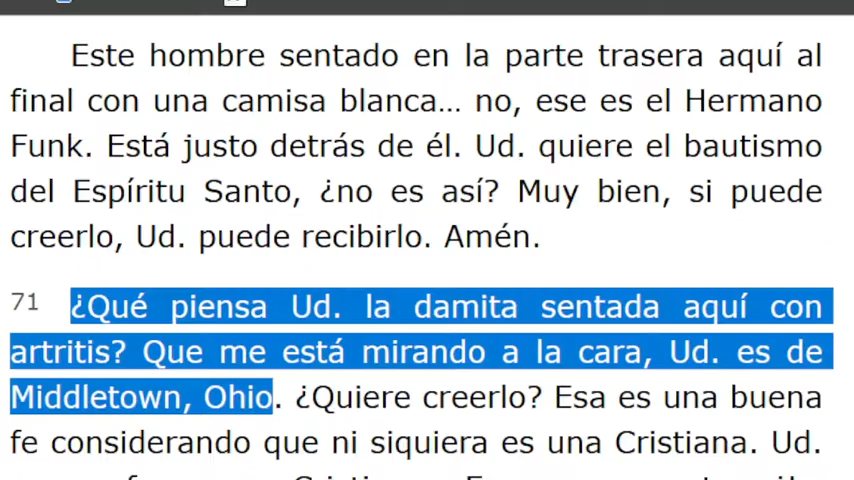 Este hombre sentado en la parte trasera aquí al
final con una camisa blanca... no, ese es el Hermano
Funk. Está justo detrás de él. Ud. quiere el bautismo
del Espíritu Santo, ¿no es así? Muy bien, si puede
creerlo, Ud. puede recibirlo. Amén.
71 ¿Qué piensa Ud. la damita sentada aquí con
artritis? Que me está mirando a la cara, Ud. es de
Middletown, Ohio. ¿Quiere creerlo? Esa es una buena
fe considerando que ni siquiera es una Cristiana. Ud.